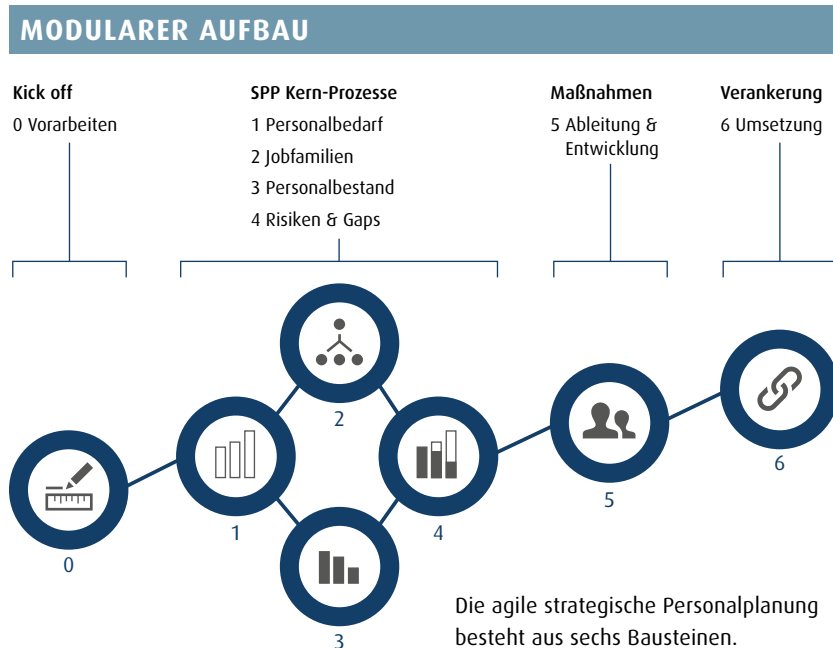 MODULARER AUFBAU
Kick off
0 Vorarbeiten
SPP Kern-Prozesse
1 Personalbedarf
2 Jobfamilien
3 Personalbestand
4 Risiken & Gaps
Maßnahmen
5 Ableitung &
Entwicklung
Verankerung
6 Umsetzung
0
1
2
3
4
5
6
Die agile strategische Personalplanung
besteht aus sechs Bausteinen.